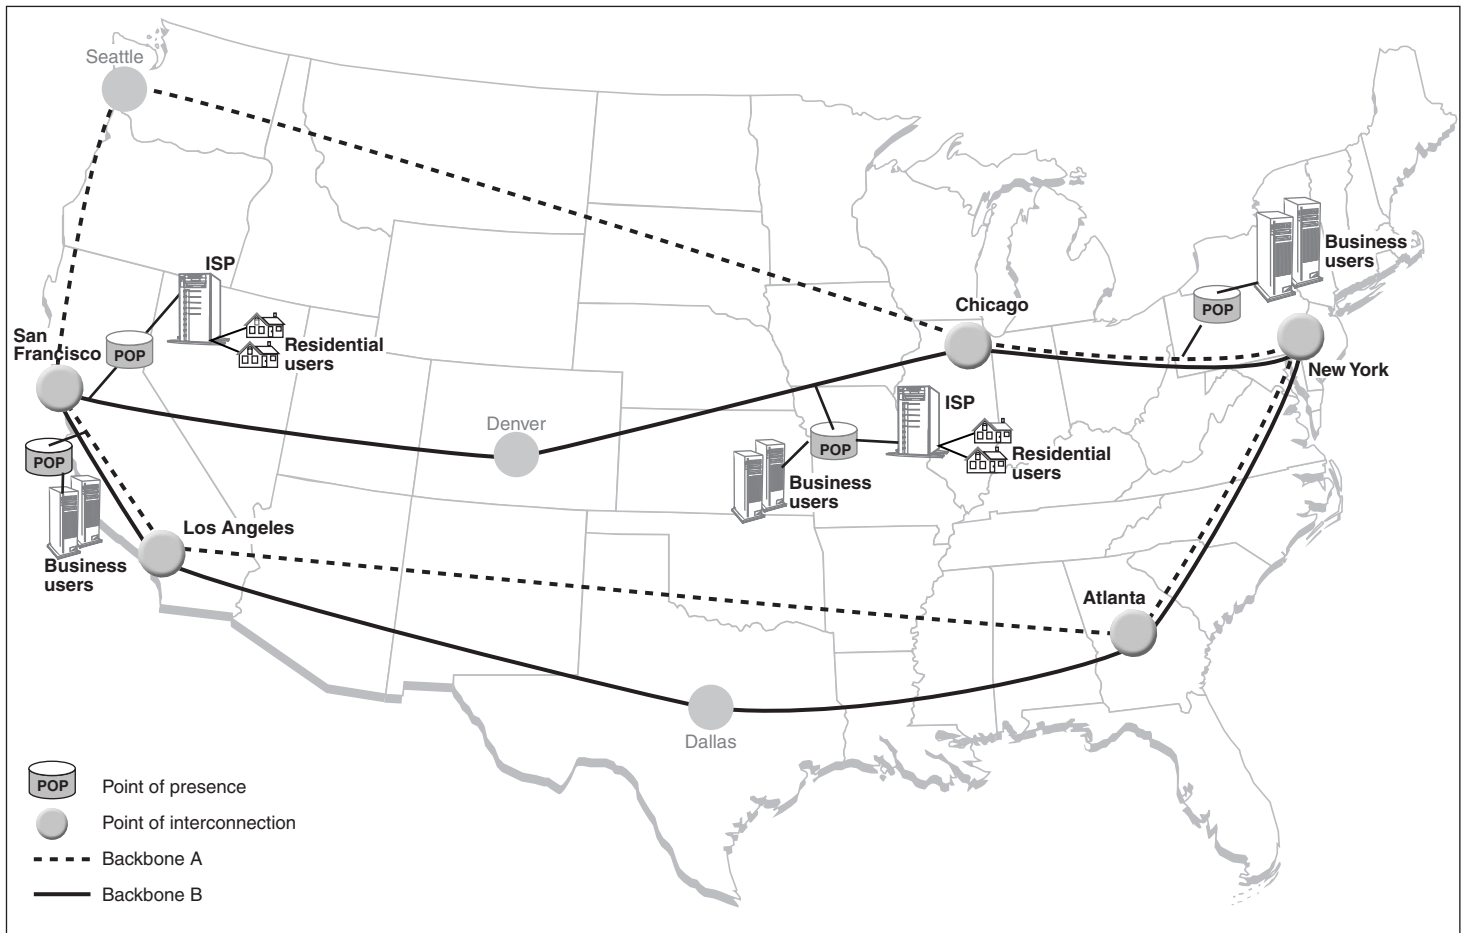 Seattle
ISP
San
Francisco
POP
Residential
users
Chicago
Business
users
POP
New York
Denver
ISP
POP
Residential
users
Business
users
POP
Los Angeles
Business
users
Atlanta
Dallas
POP
Point of presence
Point of interconnection
Backbone A
Backbone B